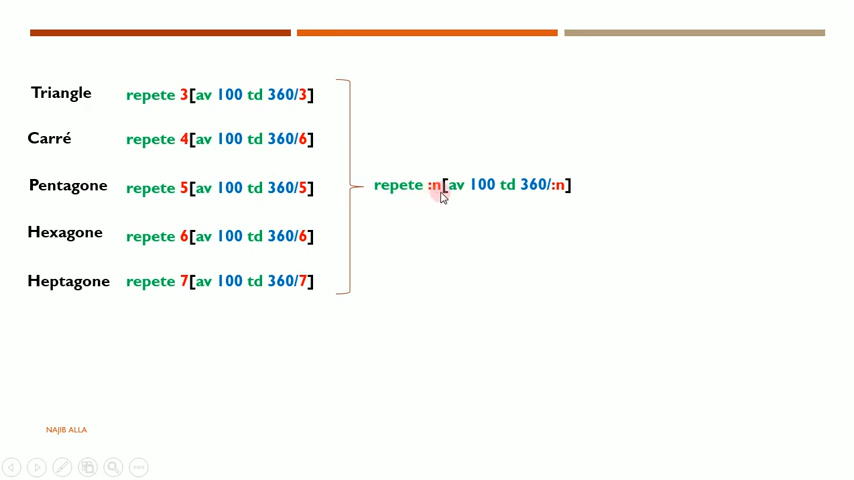 Triangle repete 3[av 100 td 360/3]
Carré repete 4[av 100 td 360/6]
Pentagone repete 5[av 100 td 360/5]
repete :n[av 100 td 360/:n]
Hexagone repete 6[av 100 td 360/6]
Heptagone repete 7[av 100 td 360/7]
NAJIB ALLA